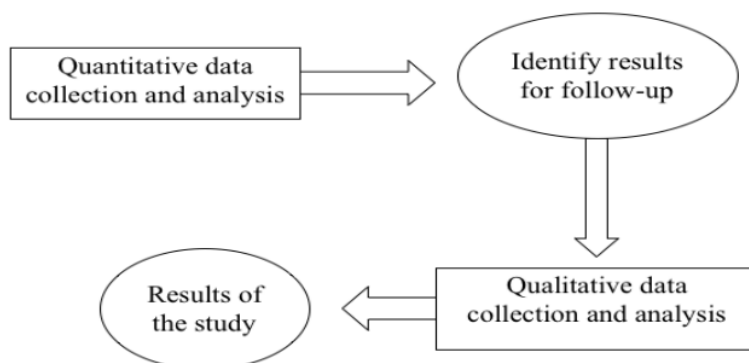 Quantitative data
collection and analysis
Identify results
for follow-up
Qualitative data
collection and analysis
Results of
the study